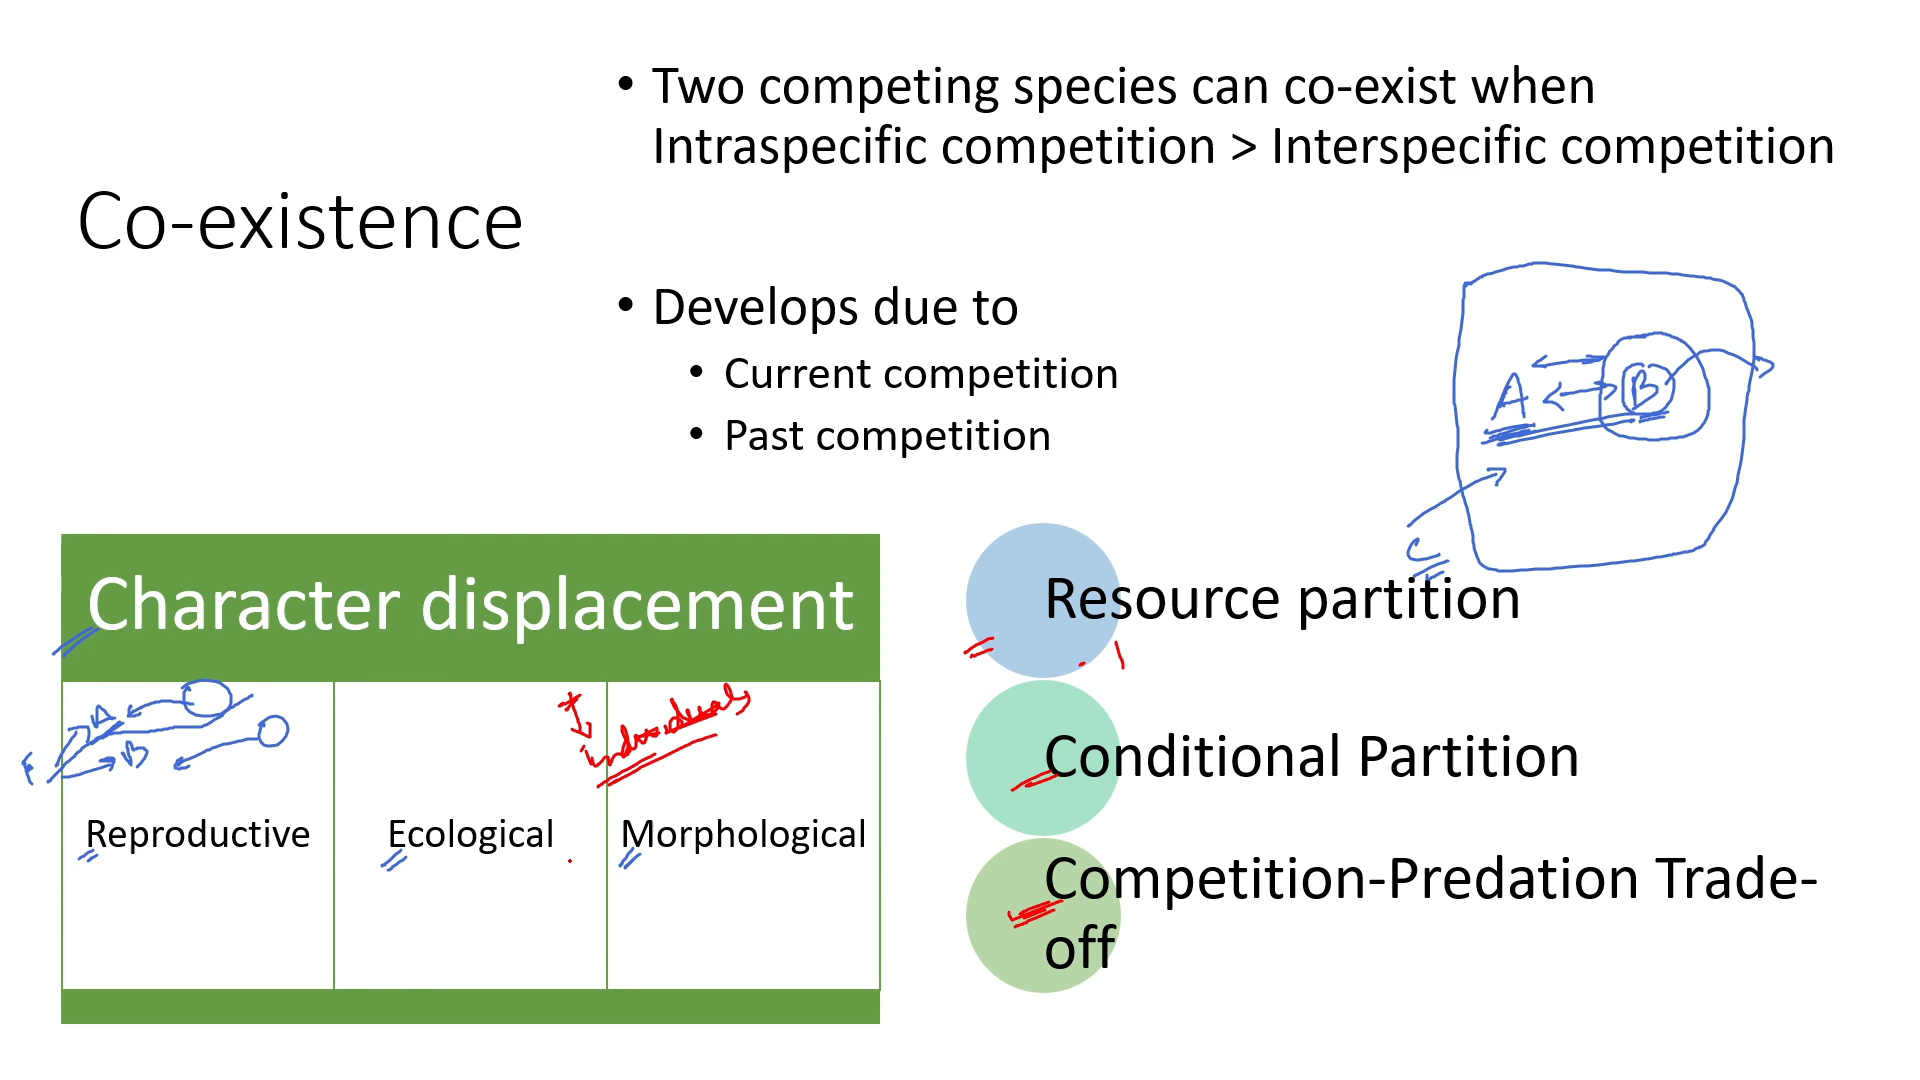 Co-existence
• Two competing species can co-exist when
Intraspecific competition > Interspecific competition
• Develops due to
• Current competition
• Past competition
A
B
C
Character displacement
A
B
F
individuals
Reproductive
Ecological
Morphological
Resource partition
Conditional Partition
Competition-Predation Trade-
off